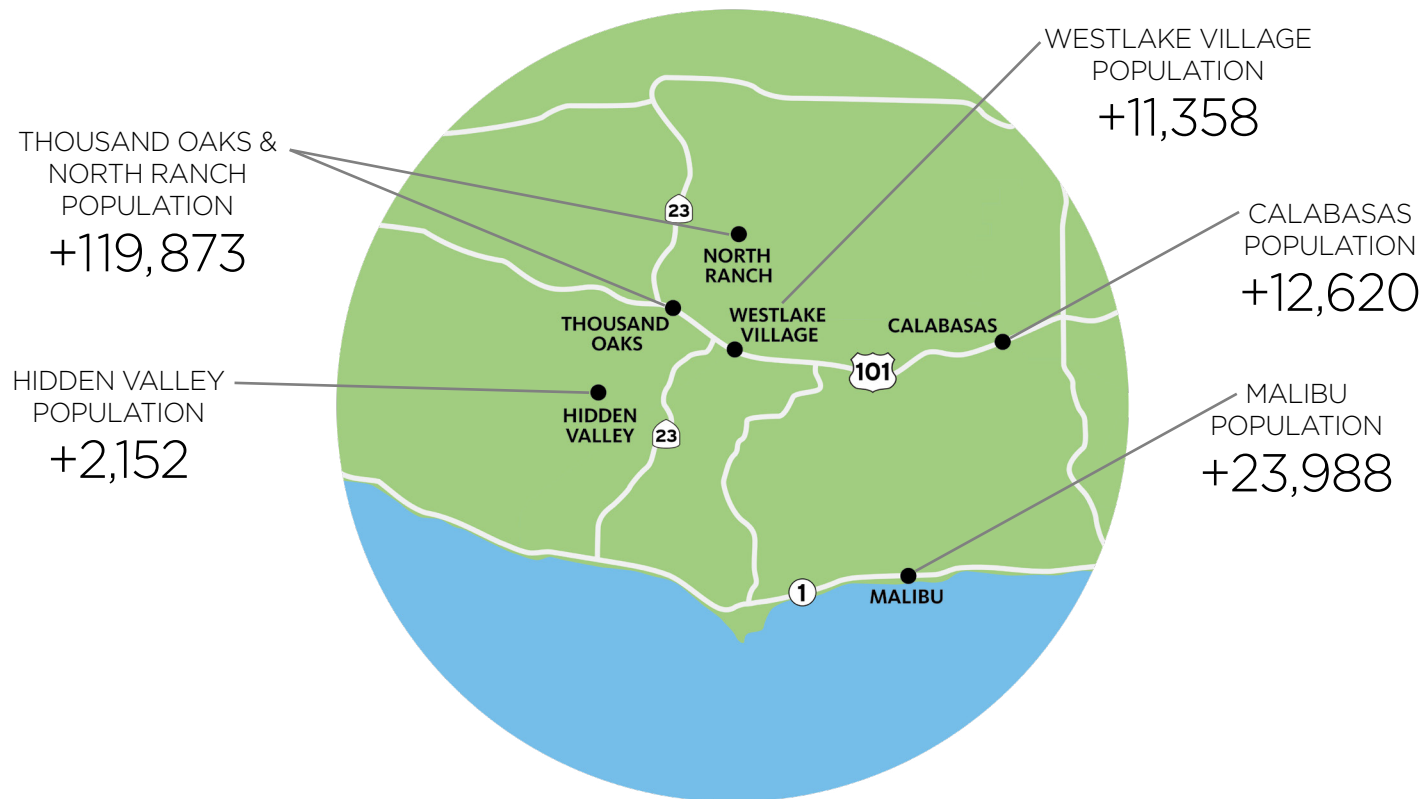 WESTLAKE VILLAGE
POPULATION
+11,358
THOUSAND OAKS &
NORTH RANCH
POPULATION
+119,873
CALABASAS
POPULATION
+12,620
HIDDEN VALLEY
POPULATION
+2,152
MALIBU
POPULATION
+23,988
23
NORTH
RANCH
THOUSAND
OAKS
WESTLAKE
VILLAGE
CALABASAS
101
HIDDEN
VALLEY
23
1
MALIBU